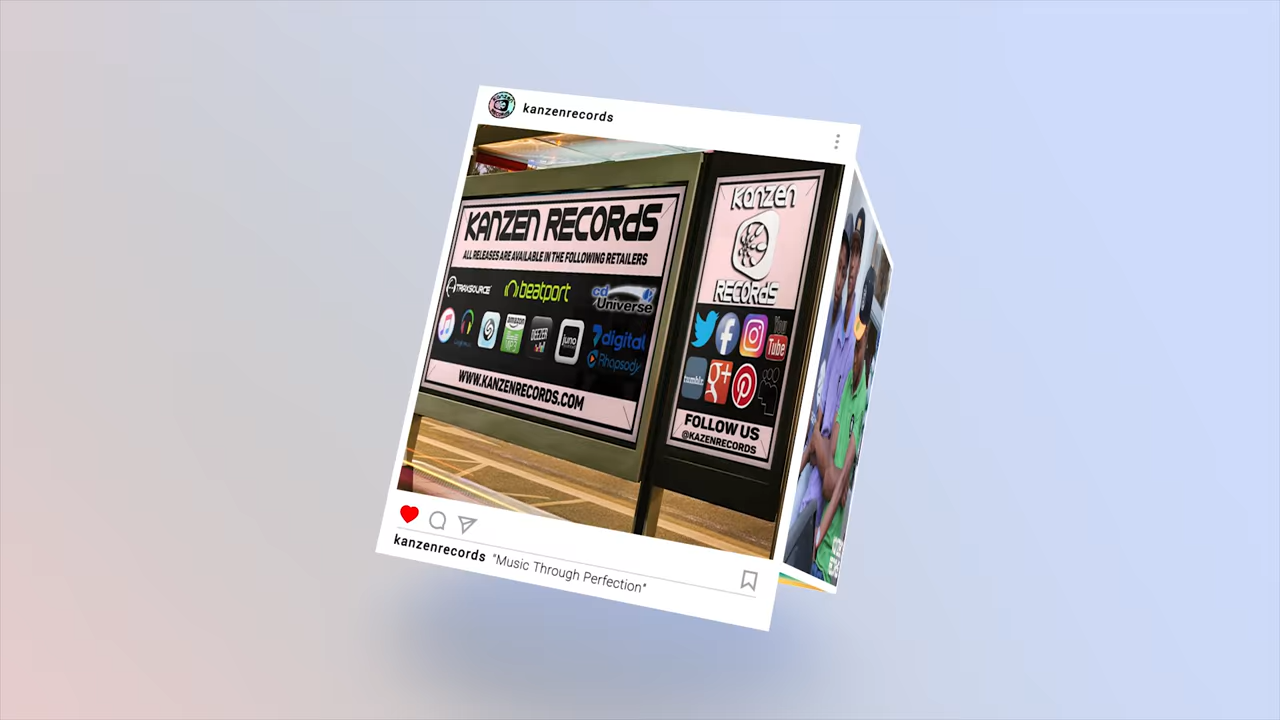 kanzenrecords
KANZEN RECORdS
ALL RELEASES ARE AVAILABLE IN THE FOLLOWING RETAILERS
TRAXSOURCE
beatport
cd Universe
amazon
DEEZER
juno
7digital
Rhapsody
WWW.KANZENRECORDS.COM
Kanzen
RECORdS
You Tube
tumblr.
g+
FOLLOW US
@KAZENRECORDS
kanzenrecords "Music Through Perfection"